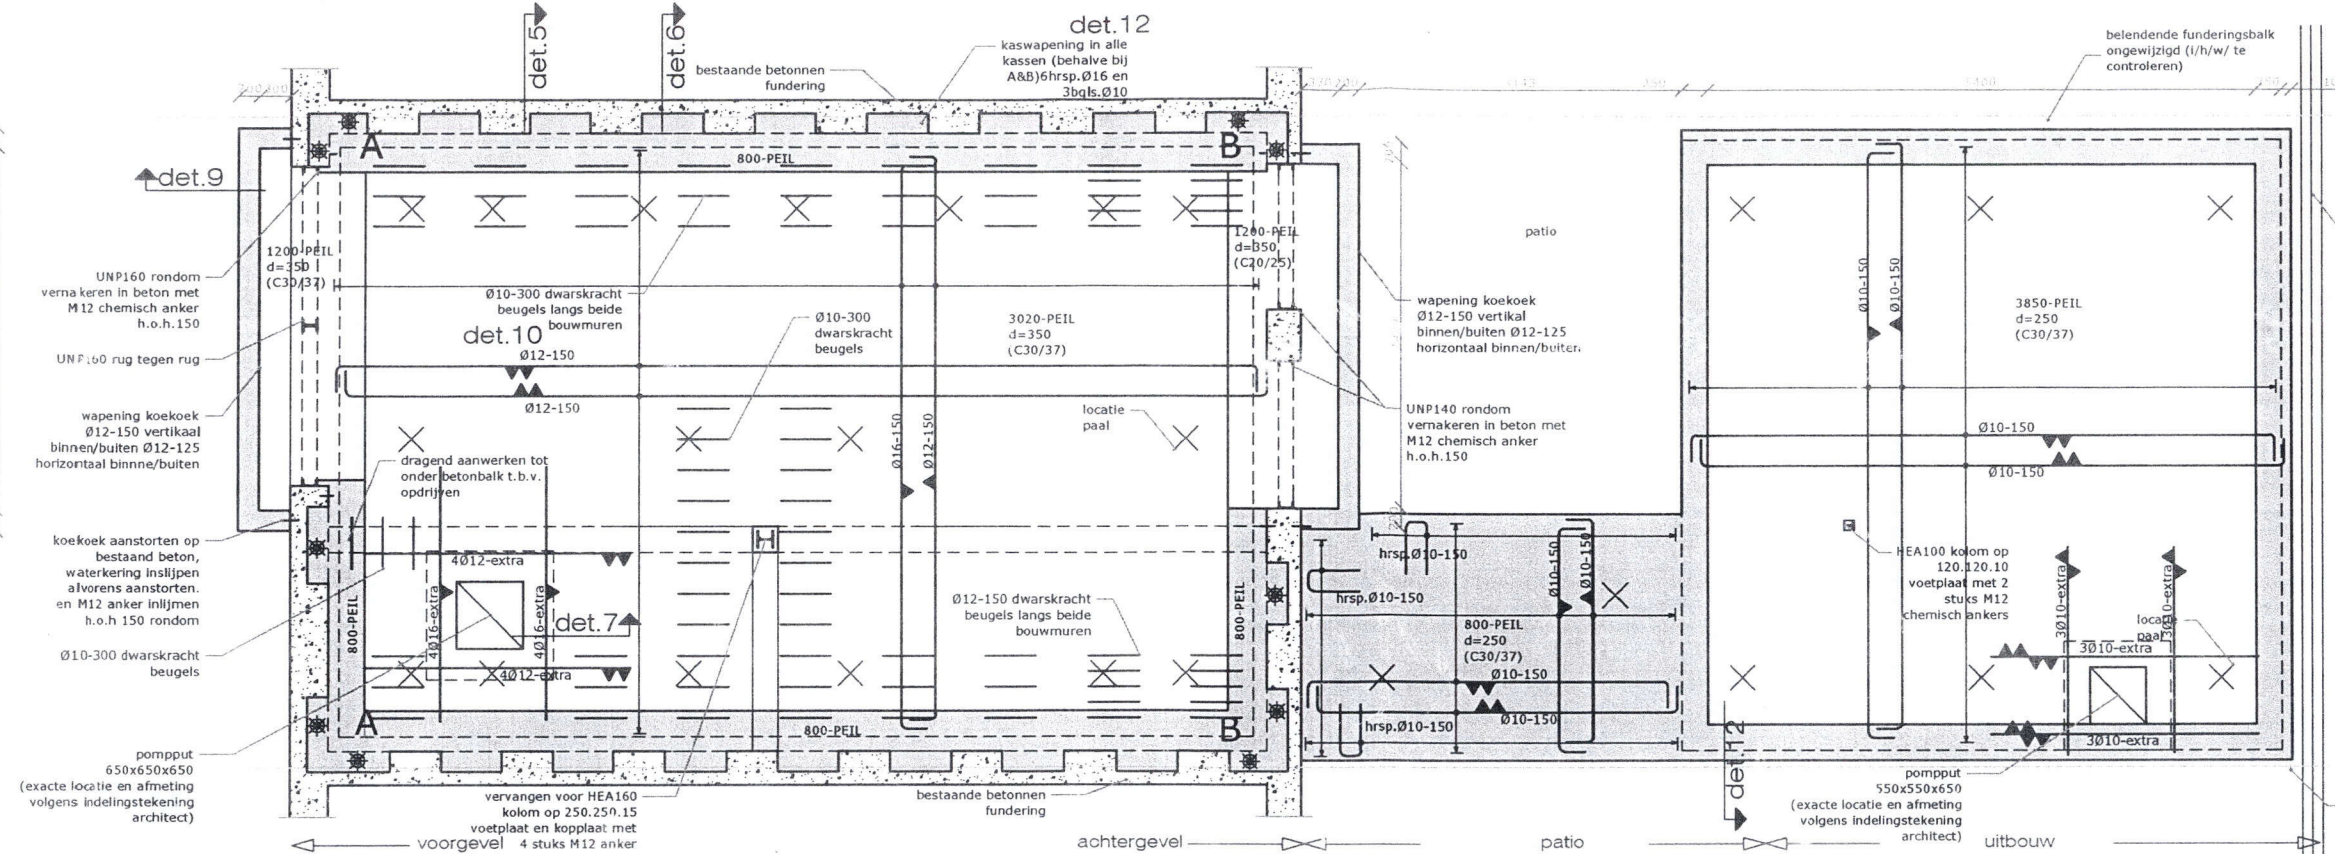 det.5
det.6
det.12
kaswapening in alle
kassen (behalve bij
A&B)6hrsp.Ø16 en
3bgls.Ø10
bestaande betonnen
fundering
belendende funderingsbalk
ongewijzigd (i/h/w/ te
controleren)
A
B
800-PEIL
det.9
1200-PEIL
d=350
(C30/37)
1200-PEIL
d=350
(C20/25)
patio
UNP160 rondom
vernakeren in beton met
M12 chemisch anker
h.o.h.150
Ø10-300 dwarskracht
beugels langs beide
bouwmuren
det.10
Ø12-150
Ø12-150
Ø10-300
dwarskracht
beugels
3020-PEIL
d=350
(C30/37)
wapening koekoek
Ø12-150 vertikal
binnen/buiten Ø12-125
horizontaal binnen/buiten
Ø10-150
Ø10-150
3850-PEIL
d=250
(C30/37)
UNP160 rug tegen rug
wapening koekoek
Ø12-150 vertikaal
binnen/buiten Ø12-125
horizontaal binnne/buiten
locatie
paal
UNP140 rondom
vernakeren in beton met
M12 chemisch anker
h.o.h.150
Ø16-150
Ø12-150
Ø10-150
Ø10-150
dragend aanwerken tot
onder betonbalk t.b.v.
opdrijven
koekoek aanstorten op
bestaand beton,
waterkering inslijpen
alvorens aanstorten.
en M12 anker inlijmen
h.o.h 150 rondom
Ø10-300 dwarskracht
beugels
4Ø12-extra
4Ø16-extra
4Ø16-extra
det.7
4Ø12-extra
800-PEIL
Ø12-150 dwarskracht
beugels langs beide
bouwmuren
800-PEIL
hrsp.Ø10-150
hrsp.Ø10-150
Ø10-150
Ø10-150
800-PEIL
d=250
(C30/37)
Ø10-150
Ø10-150
hrsp.Ø10-150
HEA100 kolom op
120.120.10
voetplaat met 2
stuks M12
chemisch ankers
3Ø10-extra
3Ø10-extra
locatie
paal
3Ø10-extra
3Ø10-extra
A
B
800-PEIL
det.12
pompput
650x650x650
(exacte locatie en afmeting
volgens indelingstekening
architect)
vervangen voor HEA160
kolom op 250.250.15
voetplaat en kopplaat met
4 stuks M12 anker
bestaande betonnen
fundering
pompput
550x550x650
(exacte locatie en afmeting
volgens indelingstekening
architect)
voorgevel
achtergevel
patio
uitbouw